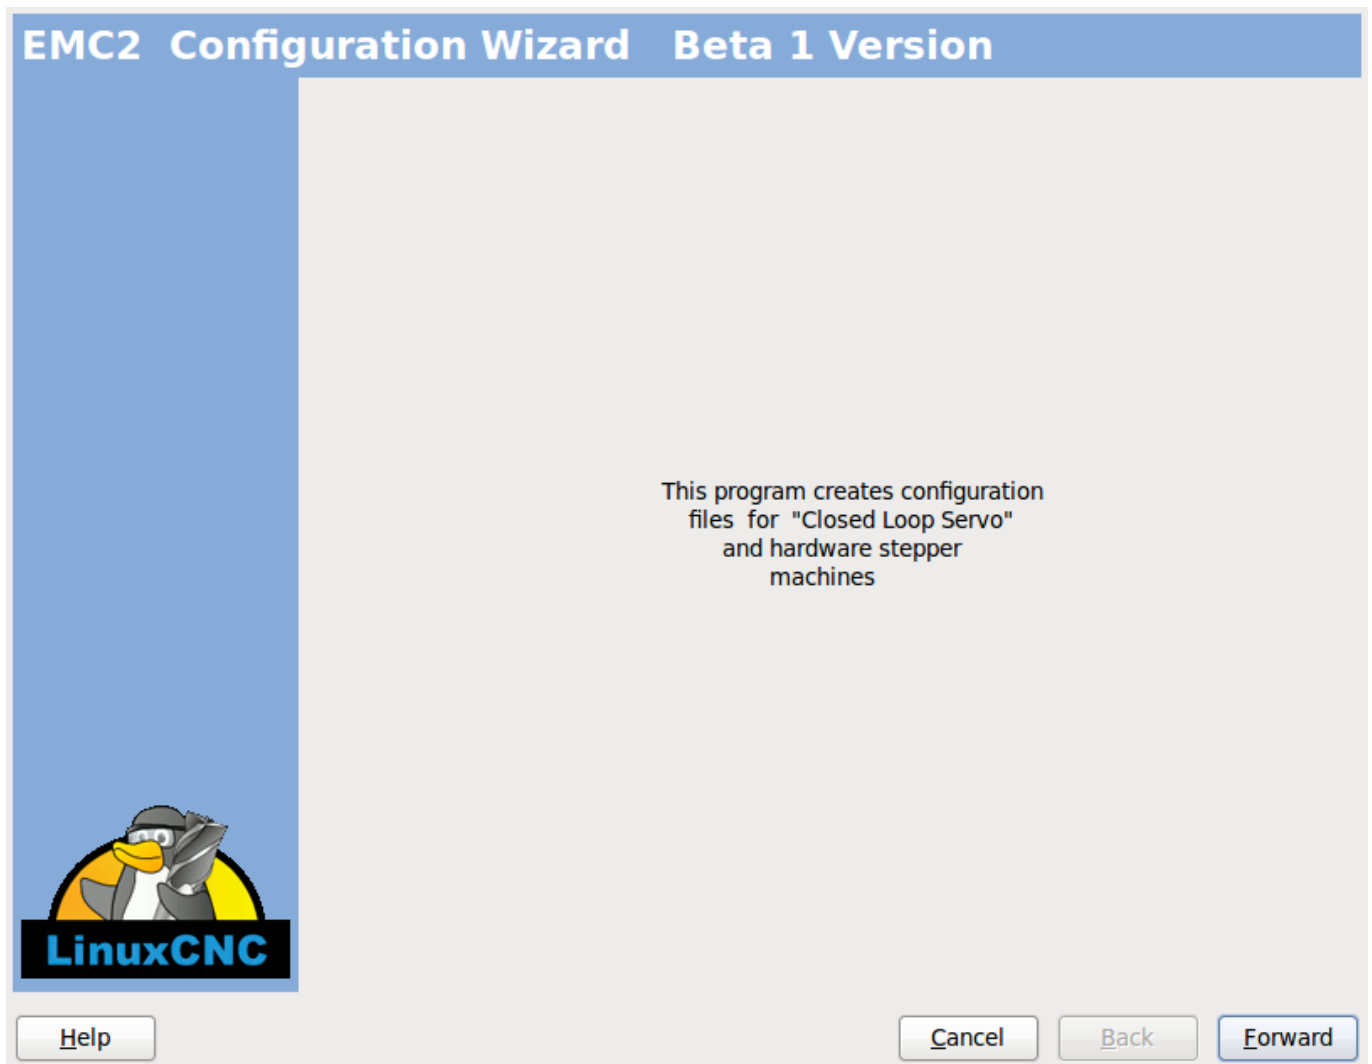 EMC2  Configuration Wizard   Beta 1 Version
This program creates configuration
files  for  "Closed Loop Servo"
and hardware stepper
machines
LinuxCNC
Help
Cancel
Back
Forward